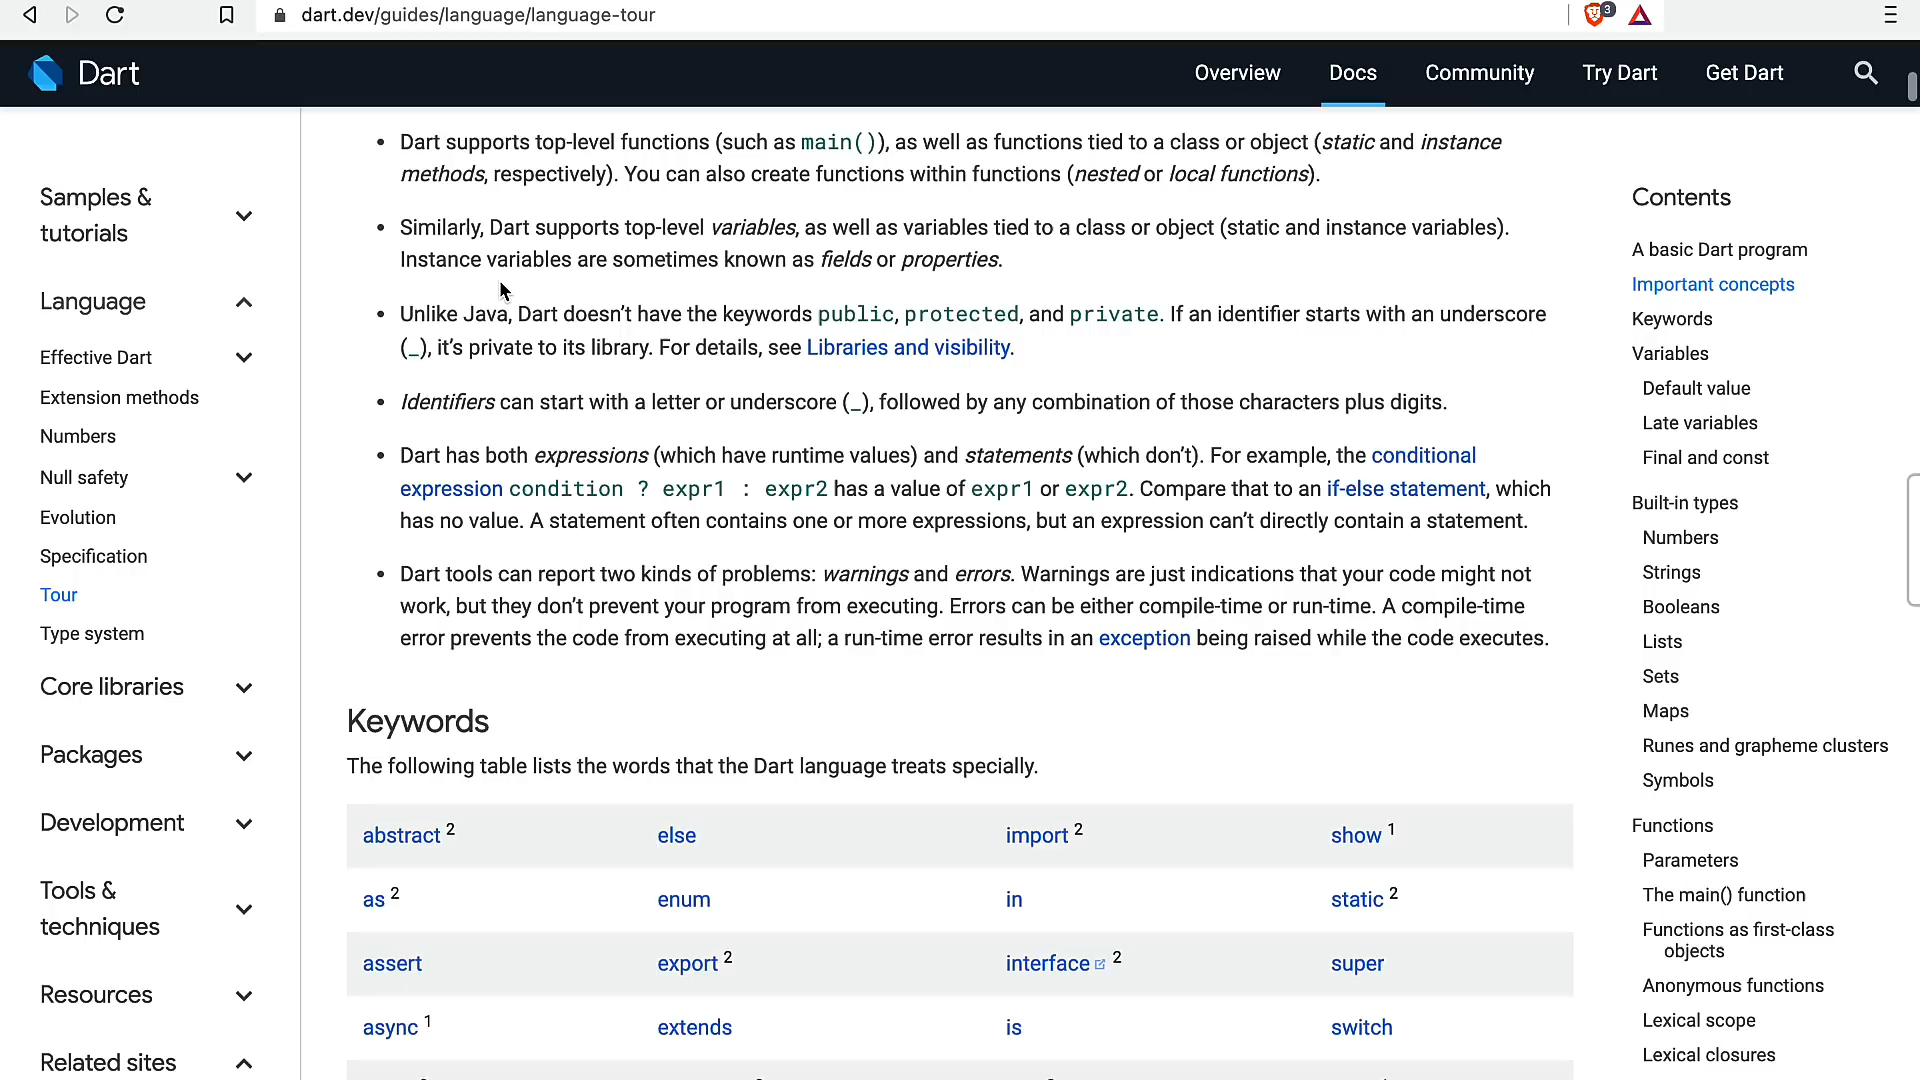 dart.dev/guides/language/language-tour
3
Dart
Overview
Docs
Community
Try Dart
Get Dart
Samples &
tutorials
Language
Effective Dart
Extension methods
Numbers
Null safety
Evolution
Specification
Tour
Type system
Core libraries
Packages
Development
Tools &
techniques
Resources
Related sites
• Dart supports top-level functions (such as main()), as well as functions tied to a class or object (static and instance
methods, respectively). You can also create functions within functions (nested or local functions).
• Similarly, Dart supports top-level variables, as well as variables tied to a class or object (static and instance variables).
Instance variables are sometimes known as fields or properties.
• Unlike Java, Dart doesn’t have the keywords public, protected, and private. If an identifier starts with an underscore
(_), it’s private to its library. For details, see Libraries and visibility.
• Identifiers can start with a letter or underscore (_), followed by any combination of those characters plus digits.
• Dart has both expressions (which have runtime values) and statements (which don’t). For example, the conditional
expression condition ? expr1 : expr2 has a value of expr1 or expr2. Compare that to an if-else statement, which
has no value. A statement often contains one or more expressions, but an expression can’t directly contain a statement.
• Dart tools can report two kinds of problems: warnings and errors. Warnings are just indications that your code might not
work, but they don’t prevent your program from executing. Errors can be either compile-time or run-time. A compile-time
error prevents the code from executing at all; a run-time error results in an exception being raised while the code executes.
Keywords
The following table lists the words that the Dart language treats specially.
abstract 2 else import 2 show 1
as 2 enum in static 2
assert export 2 interface 2 super
async 1 extends is switch
Contents
A basic Dart program
Important concepts
Keywords
Variables
Default value
Late variables
Final and const
Built-in types
Numbers
Strings
Booleans
Lists
Sets
Maps
Runes and grapheme clusters
Symbols
Functions
Parameters
The main() function
Functions as first-class
objects
Anonymous functions
Lexical scope
Lexical closures